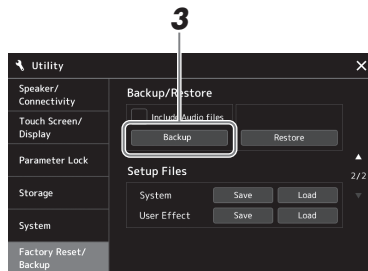 3
Utility
Speaker/
Connectivity
Touch Screen/
Display
Parameter Lock
Storage
System
Factory Reset/
Backup
Backup/Restore
Include Audio files
Backup
Restore
Setup Files
System
Save
Load
User Effect
Save
Load
2/2